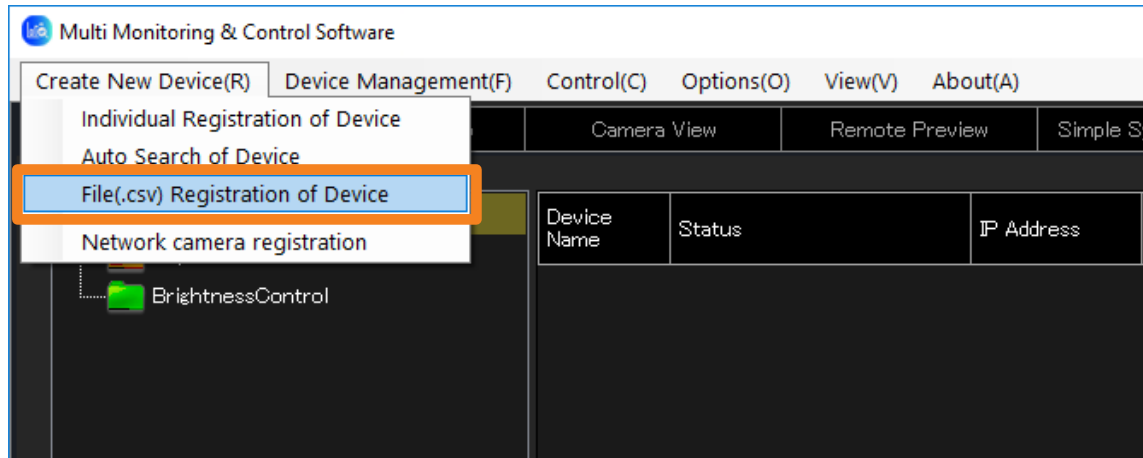 Multi Monitoring & Control Software
Create New Device(R) Device Management(F) Control(C) Options(O) View(V) About(A)
Individual Registration of Device
Camera View Remote Preview Simple S
Auto Search of Device
File(.csv) Registration of Device
Device Name Status IP Address
Network camera registration
BrightnessControl